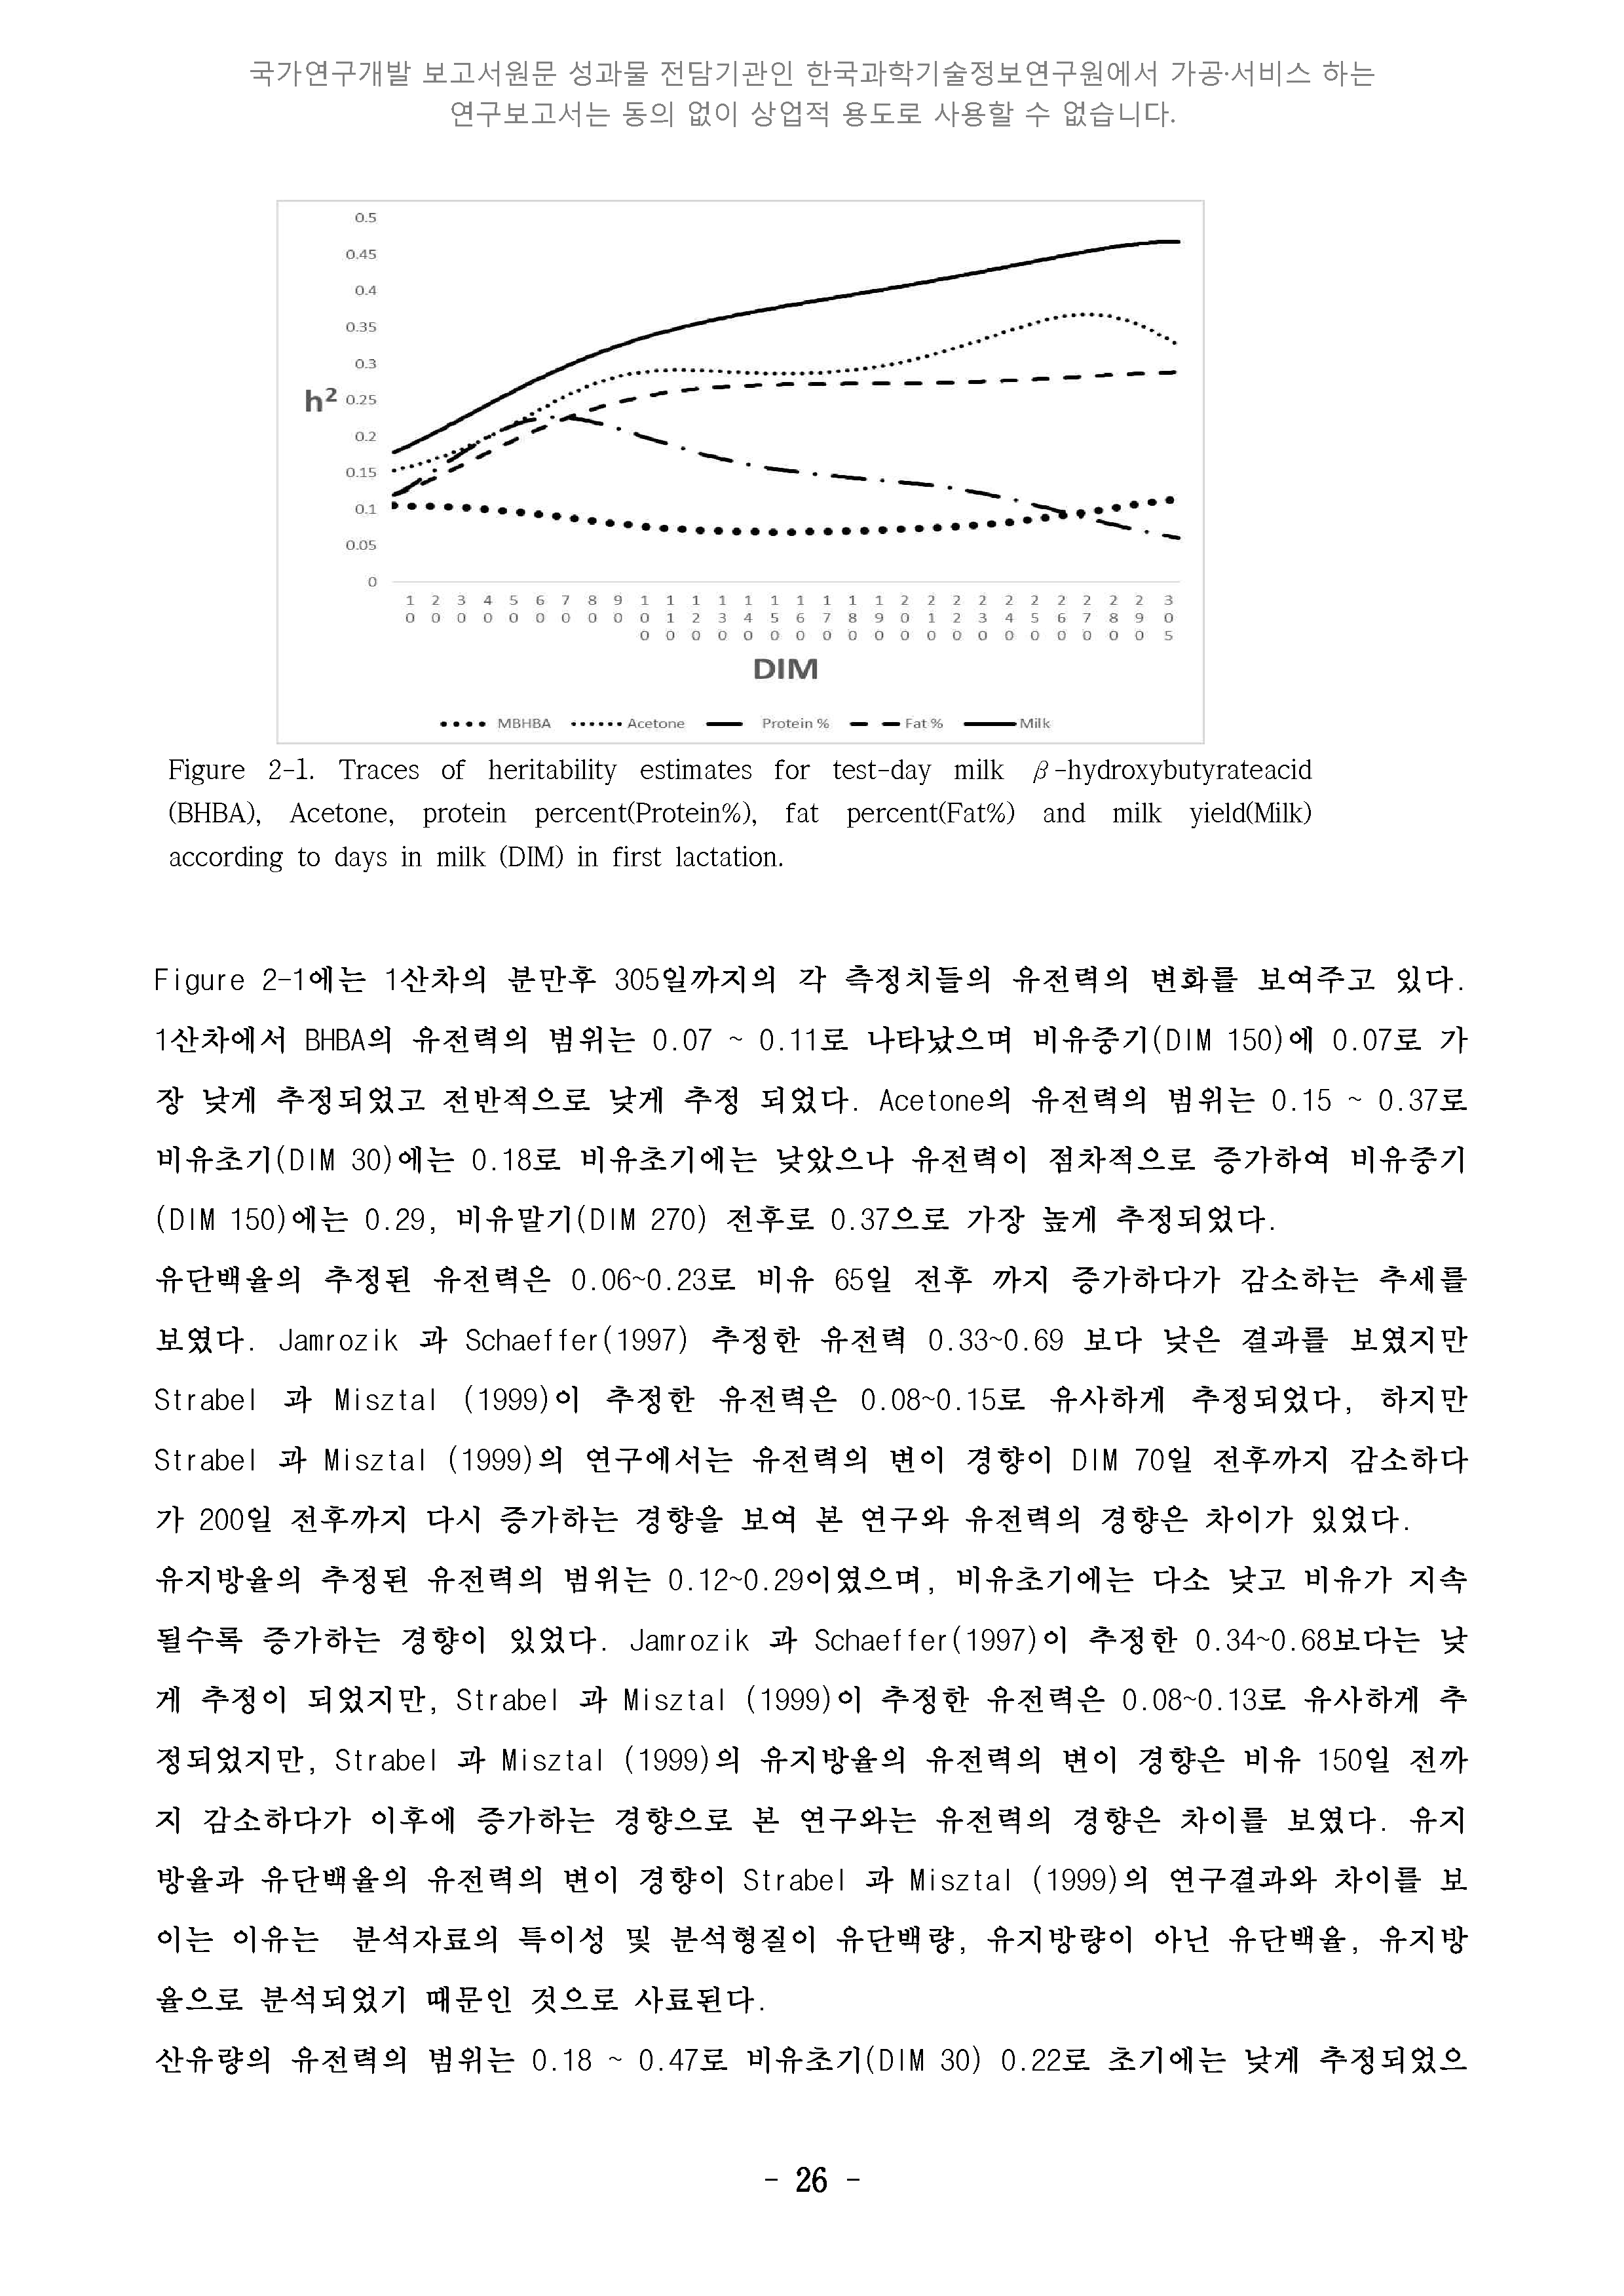 국가연구개발 보고서원문 성과물 전담기관인 한국과학기술정보연구원에서 가공·서비스 하는
연구보고서는 동의 없이 상업적 용도로 사용할 수 없습니다.
0.5
0.45
0.4
0.35
0.3
h² 0.25
0.2
0.15
0.1
0.05
0
10 20 30 40 50 60 70 80 90 100 110 120 130 140 150 160 170 180 190 200 210 220 230 240 250 260 270 280 290 305
DIM
MBHBA Acetone Protein % Fat % Milk
Figure 2-1. Traces of heritability estimates for test-day milk β-hydroxybutyrateacid
(BHBA), Acetone, protein percent(Protein%), fat percent(Fat%) and milk yield(Milk)
according to days in milk (DIM) in first lactation.
Figure 2-1에는 1산차의 분만후 305일까지의 각 측정치들의 유전력의 변화를 보여주고 있다.
1산차에서 BHBA의 유전력의 범위는 0.07 ~ 0.11로 나타났으며 비유중기(DIM 150)에 0.07로 가
장 낮게 추정되었고 전반적으로 낮게 추정 되었다. Acetone의 유전력의 범위는 0.15 ~ 0.37로
비유초기(DIM 30)에는 0.18로 비유초기에는 낮았으나 유전력이 점차적으로 증가하여 비유중기
(DIM 150)에는 0.29, 비유말기(DIM 270) 전후로 0.37으로 가장 높게 추정되었다.
유단백율의 추정된 유전력은 0.06~0.23로 비유 65일 전후 까지 증가하다가 감소하는 추세를
보였다. Jamrozik 과 Schaeffer(1997) 추정한 유전력 0.33~0.69 보다 낮은 결과를 보였지만
Strabel 과 Misztal (1999)이 추정한 유전력은 0.08~0.15로 유사하게 추정되었다, 하지만
Strabel 과 Misztal (1999)의 연구에서는 유전력의 변이 경향이 DIM 70일 전후까지 감소하다
가 200일 전후까지 다시 증가하는 경향을 보여 본 연구와 유전력의 경향은 차이가 있었다.
유지방율의 추정된 유전력의 범위는 0.12~0.29이였으며, 비유초기에는 다소 낮고 비유가 지속
될수록 증가하는 경향이 있었다. Jamrozik 과 Schaeffer(1997)이 추정한 0.34~0.68보다는 낮
게 추정이 되었지만, Strabel 과 Misztal (1999)이 추정한 유전력은 0.08~0.13로 유사하게 추
정되었지만, Strabel 과 Misztal (1999)의 유지방율의 유전력의 변이 경향은 비유 150일 전까
지 감소하다가 이후에 증가하는 경향으로 본 연구와는 유전력의 경향은 차이를 보였다. 유지
방율과 유단백율의 유전력의 변이 경향이 Strabel 과 Misztal (1999)의 연구결과와 차이를 보
이는 이유는 분석자료의 특이성 및 분석형질이 유단백량, 유지방량이 아닌 유단백율, 유지방
율으로 분석되었기 때문인 것으로 사료된다.
산유량의 유전력의 범위는 0.18 ~ 0.47로 비유초기(DIM 30) 0.22로 초기에는 낮게 추정되었으
- 26 -